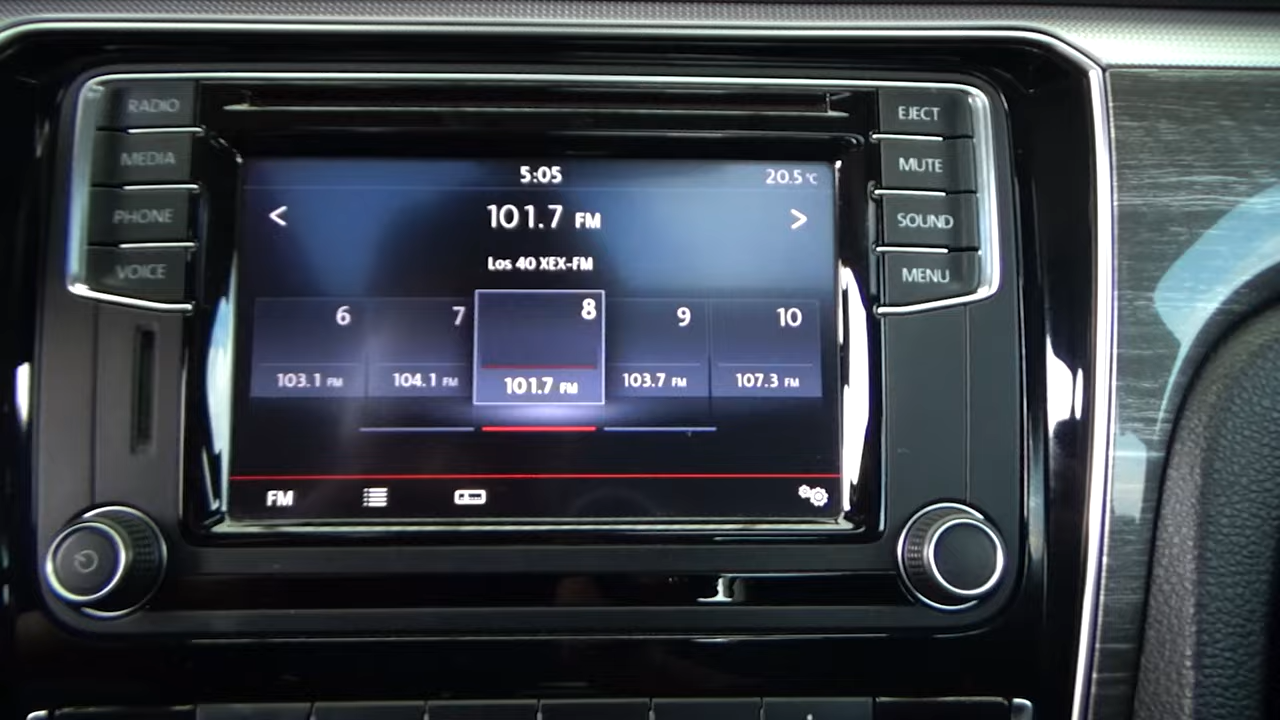 RADIO
MEDIA
PHONE
VOICE
5:05
20.5 °C
< 101.7 FM >
Los 40 XEX-FM
6 7 8 9 10
103.1 FM 104.1 FM 101.7 FM 103.7 FM 107.3 FM
FM
EJECT
MUTE
SOUND
MENU